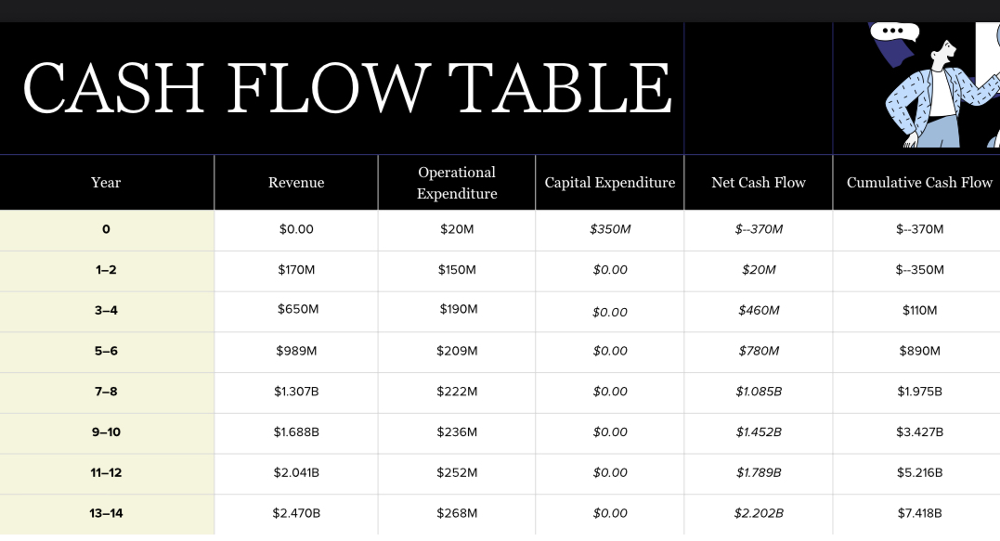 CASH FLOW TABLE
Year Revenue Operational Expenditure Capital Expenditure Net Cash Flow Cumulative Cash Flow
0 $0.00 $20M $350M $--370M $--370M
1–2 $170M $150M $0.00 $20M $--350M
3–4 $650M $190M $0.00 $460M $110M
5–6 $989M $209M $0.00 $780M $890M
7–8 $1.307B $222M $0.00 $1.085B $1.975B
9–10 $1.688B $236M $0.00 $1.452B $3.427B
11–12 $2.041B $252M $0.00 $1.789B $5.216B
13–14 $2.470B $268M $0.00 $2.202B $7.418B